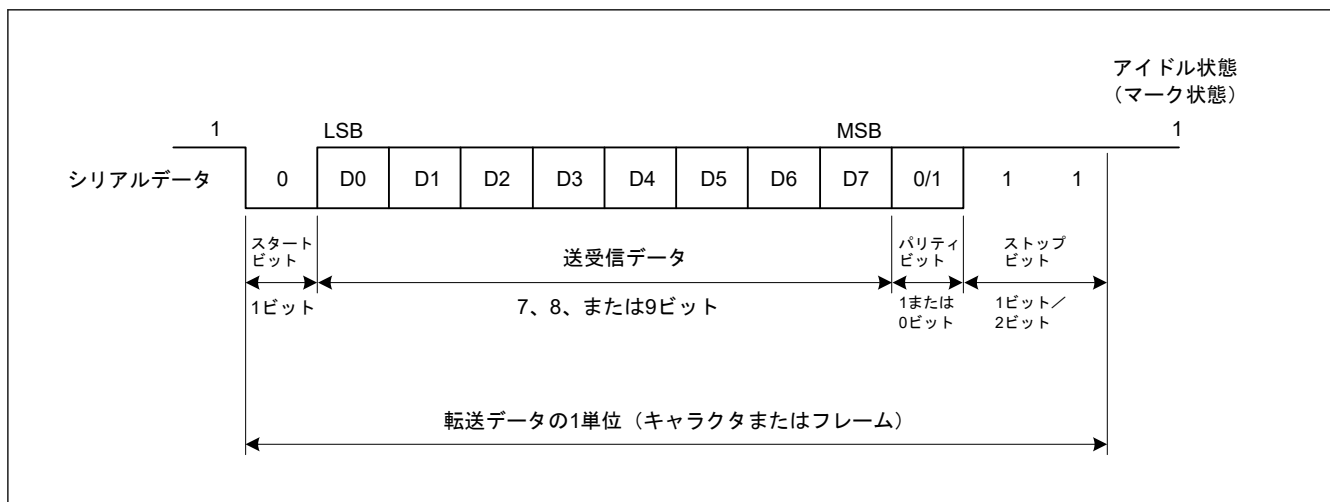 アイドル状態
（マーク状態）
1 LSB MSB 1
シリアルデータ 0 D0 D1 D2 D3 D4 D5 D6 D7 0/1 1 1
スタート
ビット
送受信データ
パリティ
ビット
ストップ
ビット
1ビット
7、8、または9ビット
1または
0ビット
1ビット／
2ビット
転送データの1単位（キャラクタまたはフレーム）